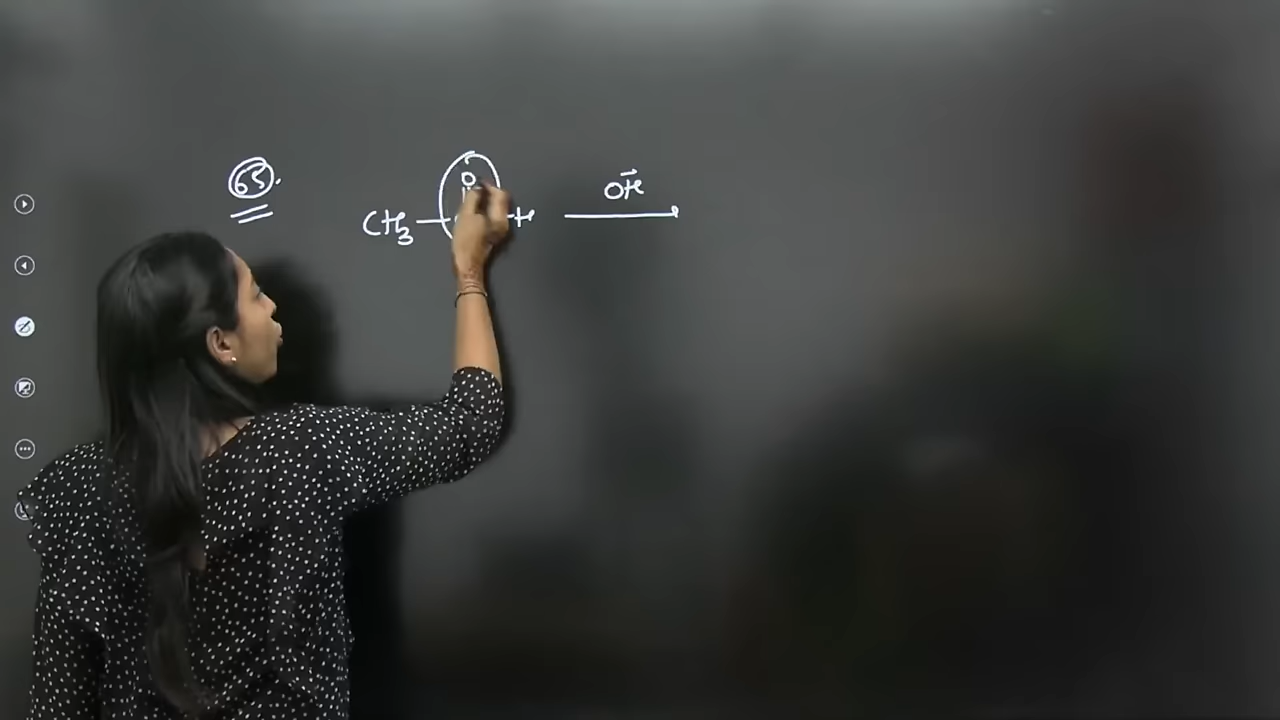 65.
O
CH3 – – H OH⁻ →